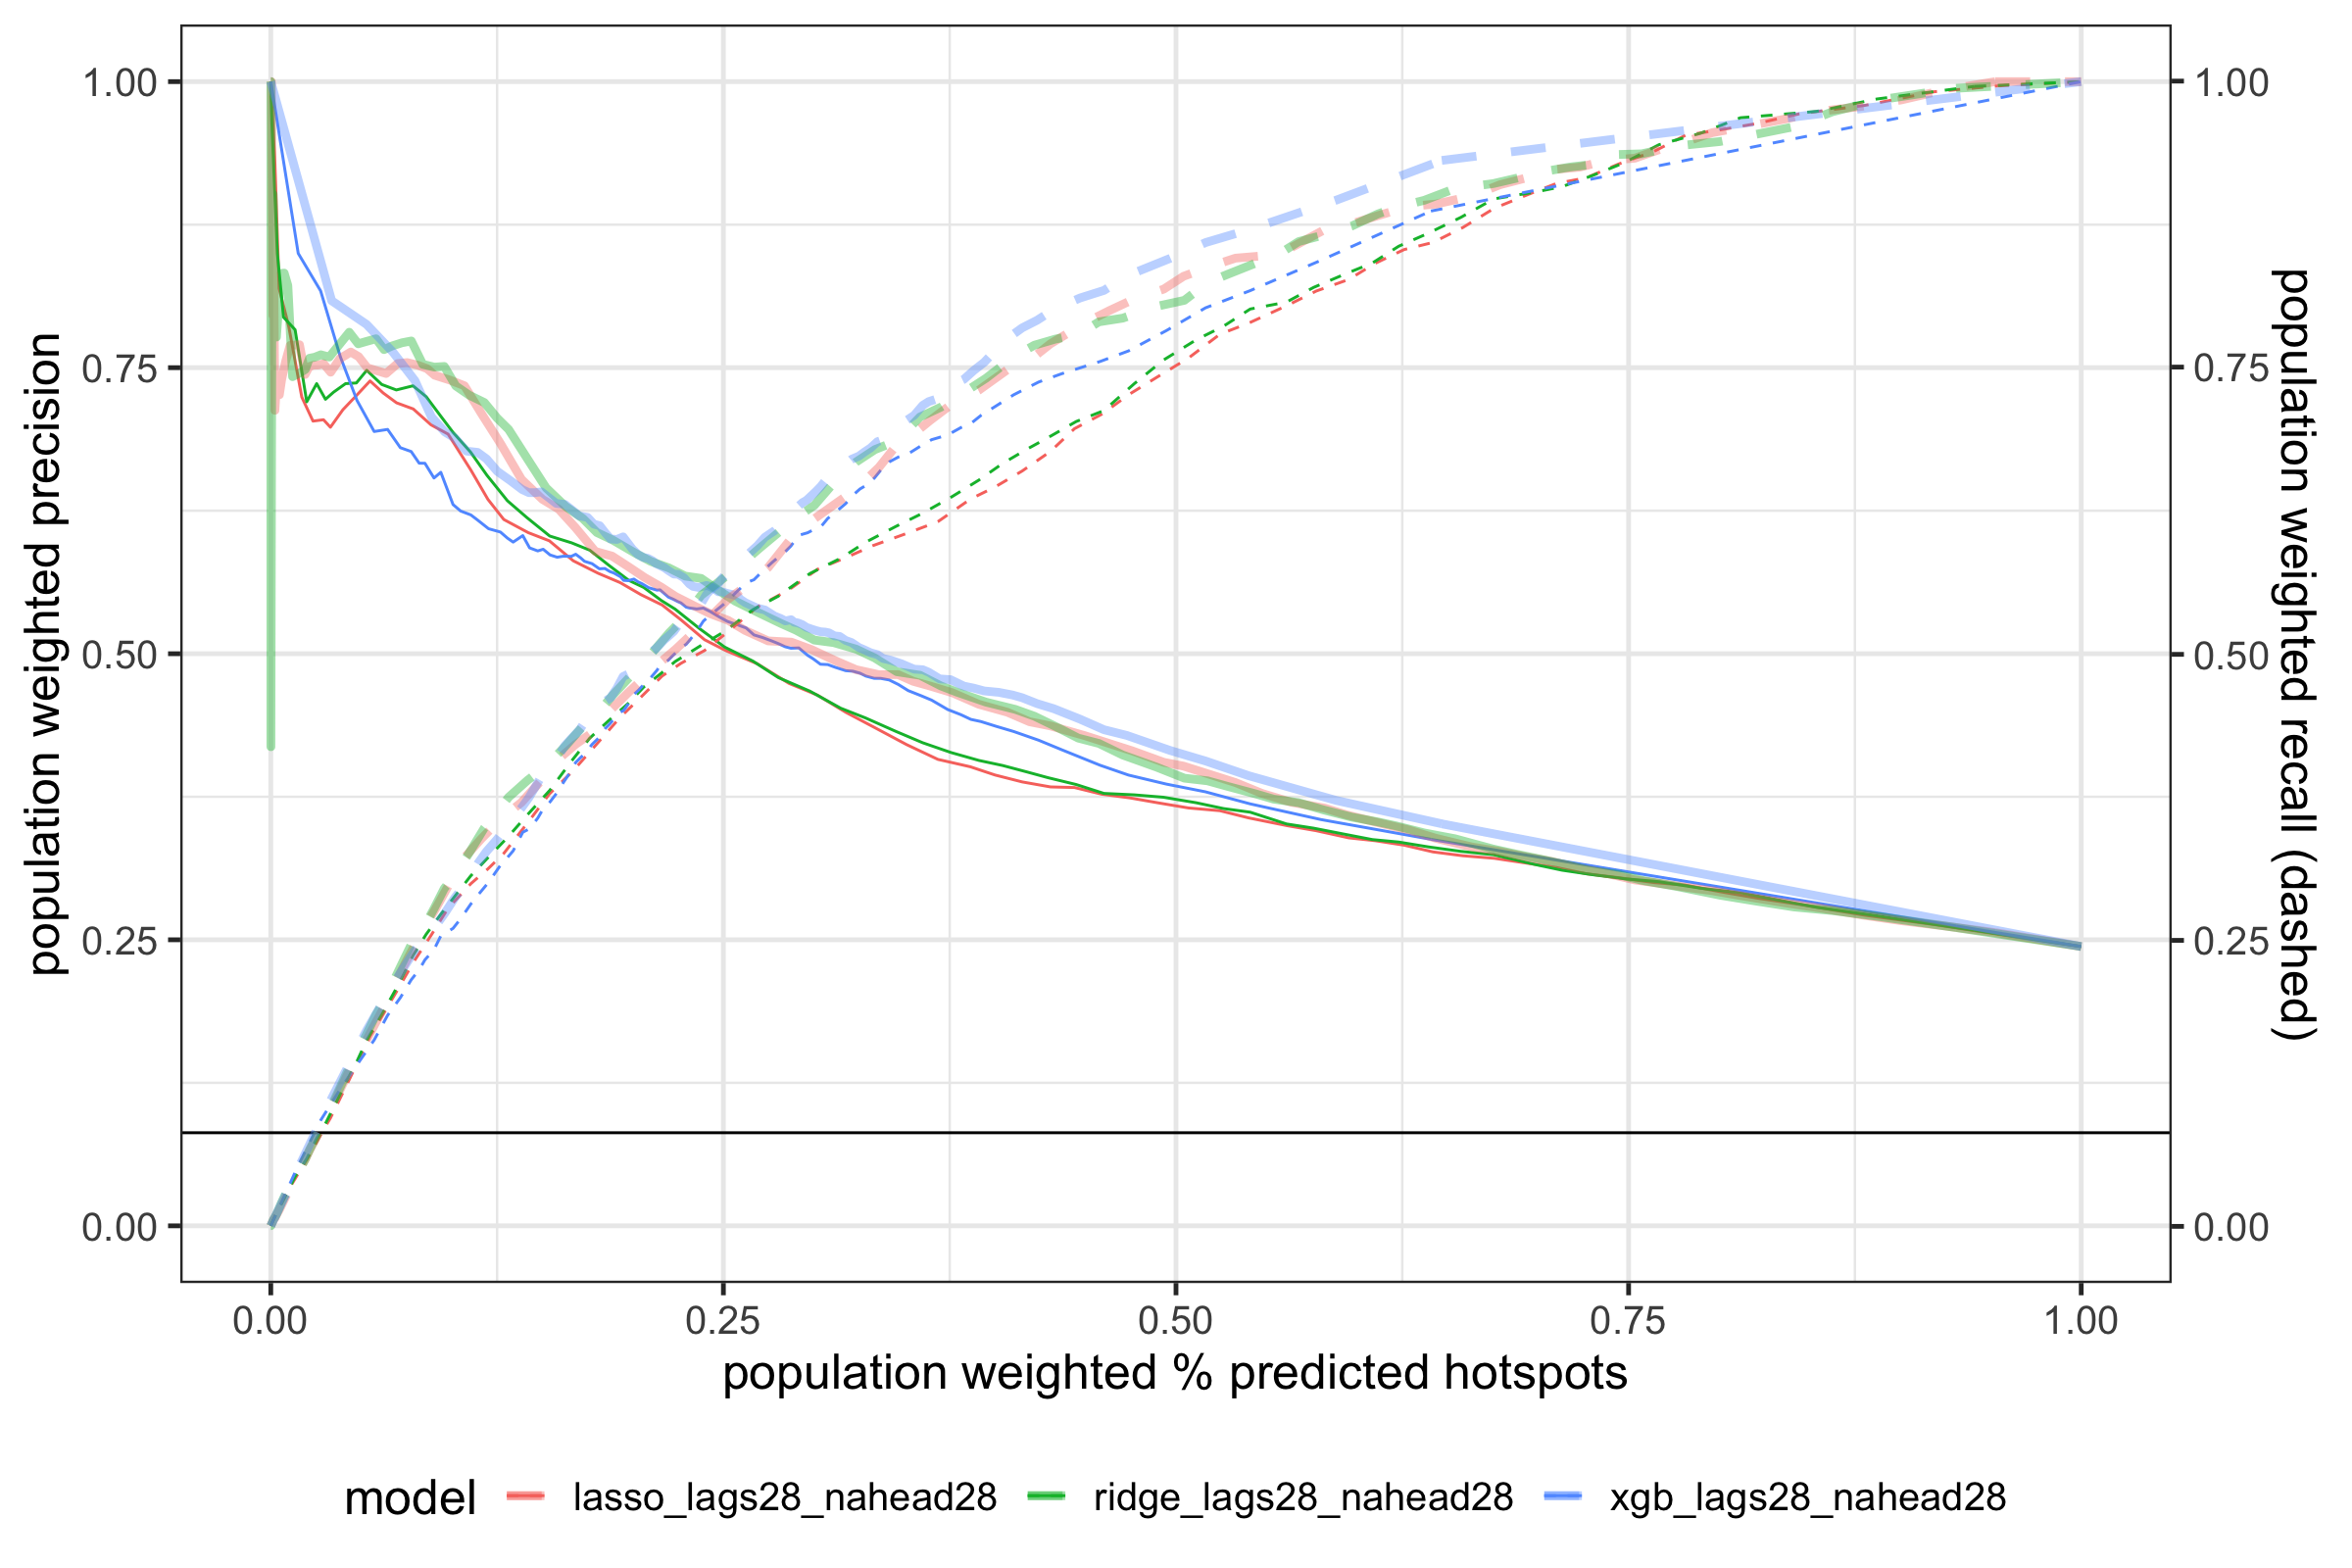 1.00
0.75
0.50
0.25
0.00
population weighted precision
1.00
0.75
0.50
0.25
0.00
population weighted recall (dashed)
0.00 0.25 0.50 0.75 1.00
population weighted % predicted hotspots
model lasso_lags28_nahead28 ridge_lags28_nahead28 xgb_lags28_nahead28